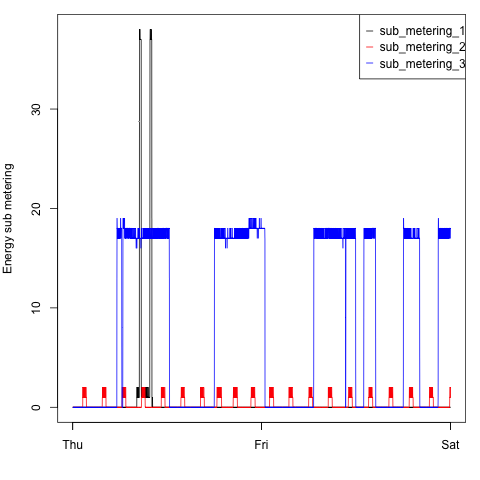 sub_metering_1
sub_metering_2
sub_metering_3
Energy sub metering
30
20
10
0
Thu Fri Sat